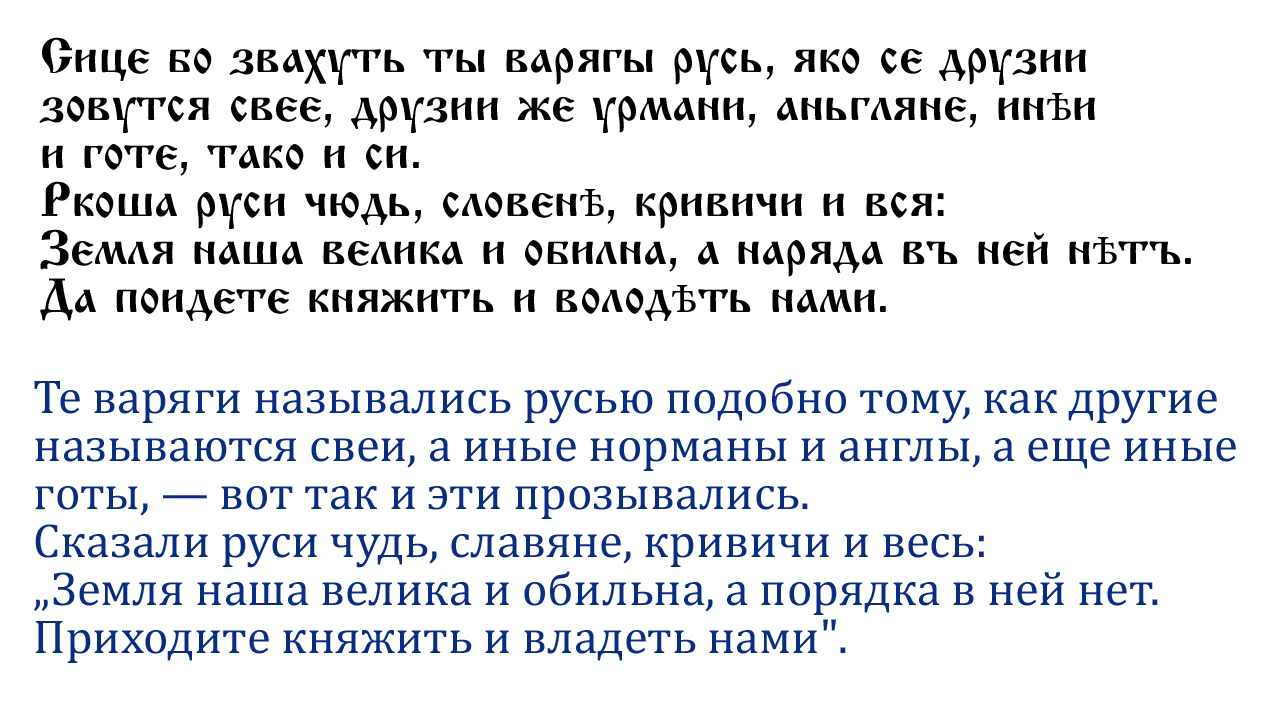 Сице бо звахуть ты варягы русь, яко се друзии
зовутся свее, друзии же урмани, аньгляне, инѣи
и готе, тако и си.
Ркоша руси чюдь, словенѣ, кривичи и вся:
Земля наша велика и обилна, а наряда въ ней нѣтъ.
Да поидете княжить и володѣть нами.
Те варяги назывались русью подобно тому, как другие
называются свеи, а иные норманы и англы, а еще иные
готы, — вот так и эти прозывались.
Сказали руси чудь, славяне, кривичи и весь:
„Земля наша велика и обильна, а порядка в ней нет.
Приходите княжить и владеть нами".